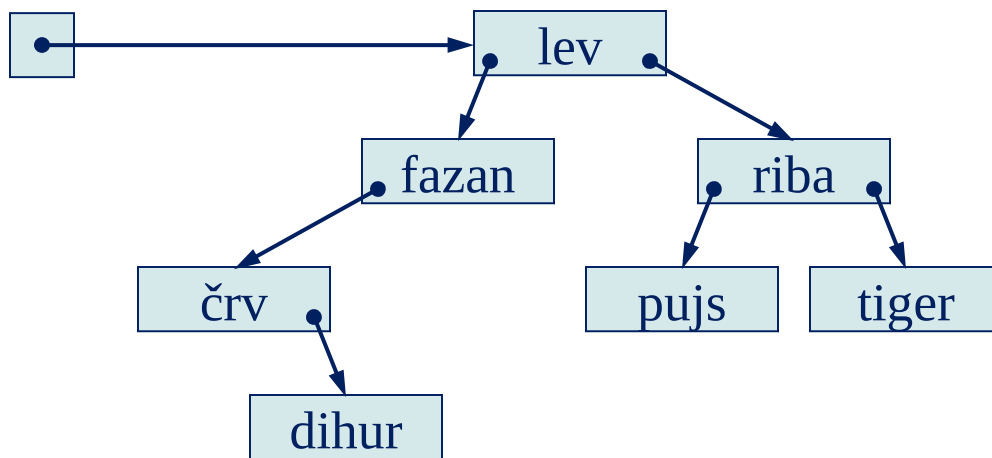 lev
fazan
riba
črv
pujs
tiger
dihur